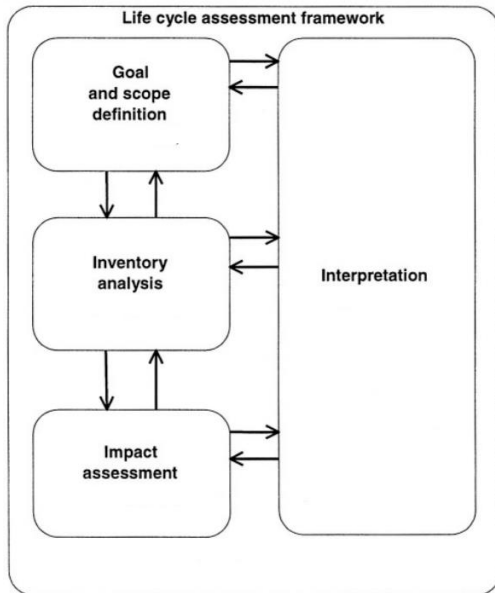 Life cycle assessment framework
Goal
and scope
definition
Inventory
analysis
Interpretation
Impact
assessment